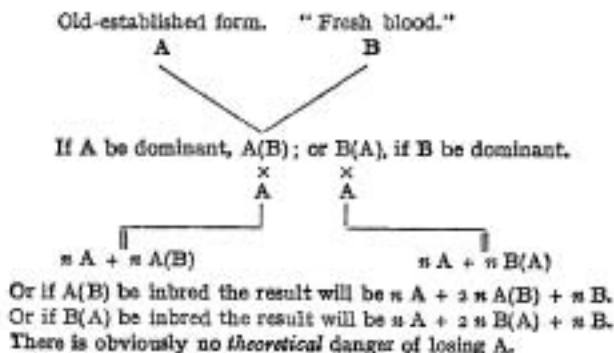 Old-established form. "Fresh blood."
A B
If A be dominant, A(B); or B(A), if B be dominant.
× ×
A A
n A + n A(B) n A + n B(A)
Or if A(B) be inbred the result will be n A + 2 n A(B) + n B.
Or if B(A) be inbred the result will be n A + 2 n B(A) + n B.
There is obviously no theoretical danger of losing A.